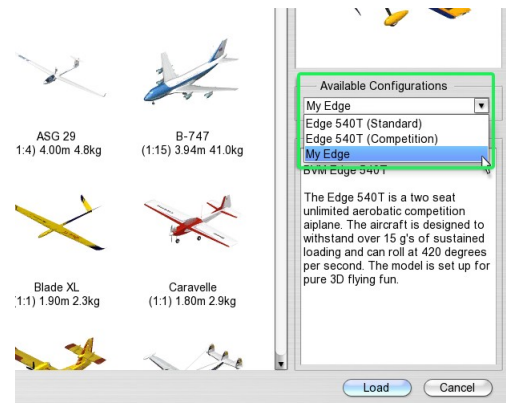 ASG 29
1:4) 4.00m 4.8kg
B-747
(1:15) 3.94m 41.0kg
Blade XL
1:1) 1.90m 2.3kg
Caravelle
(1:1) 1.80m 2.9kg
Available Configurations
My Edge
Edge 540T (Standard)
Edge 540T (Competition)
My Edge
BVM Edge 540T
The Edge 540T is a two seat
unlimited aerobatic competition
aiplane. The aircraft is designed to
withstand over 15 g's of sustained
loading and can roll at 420 degrees
per second. The model is set up for
pure 3D flying fun.
Load
Cancel